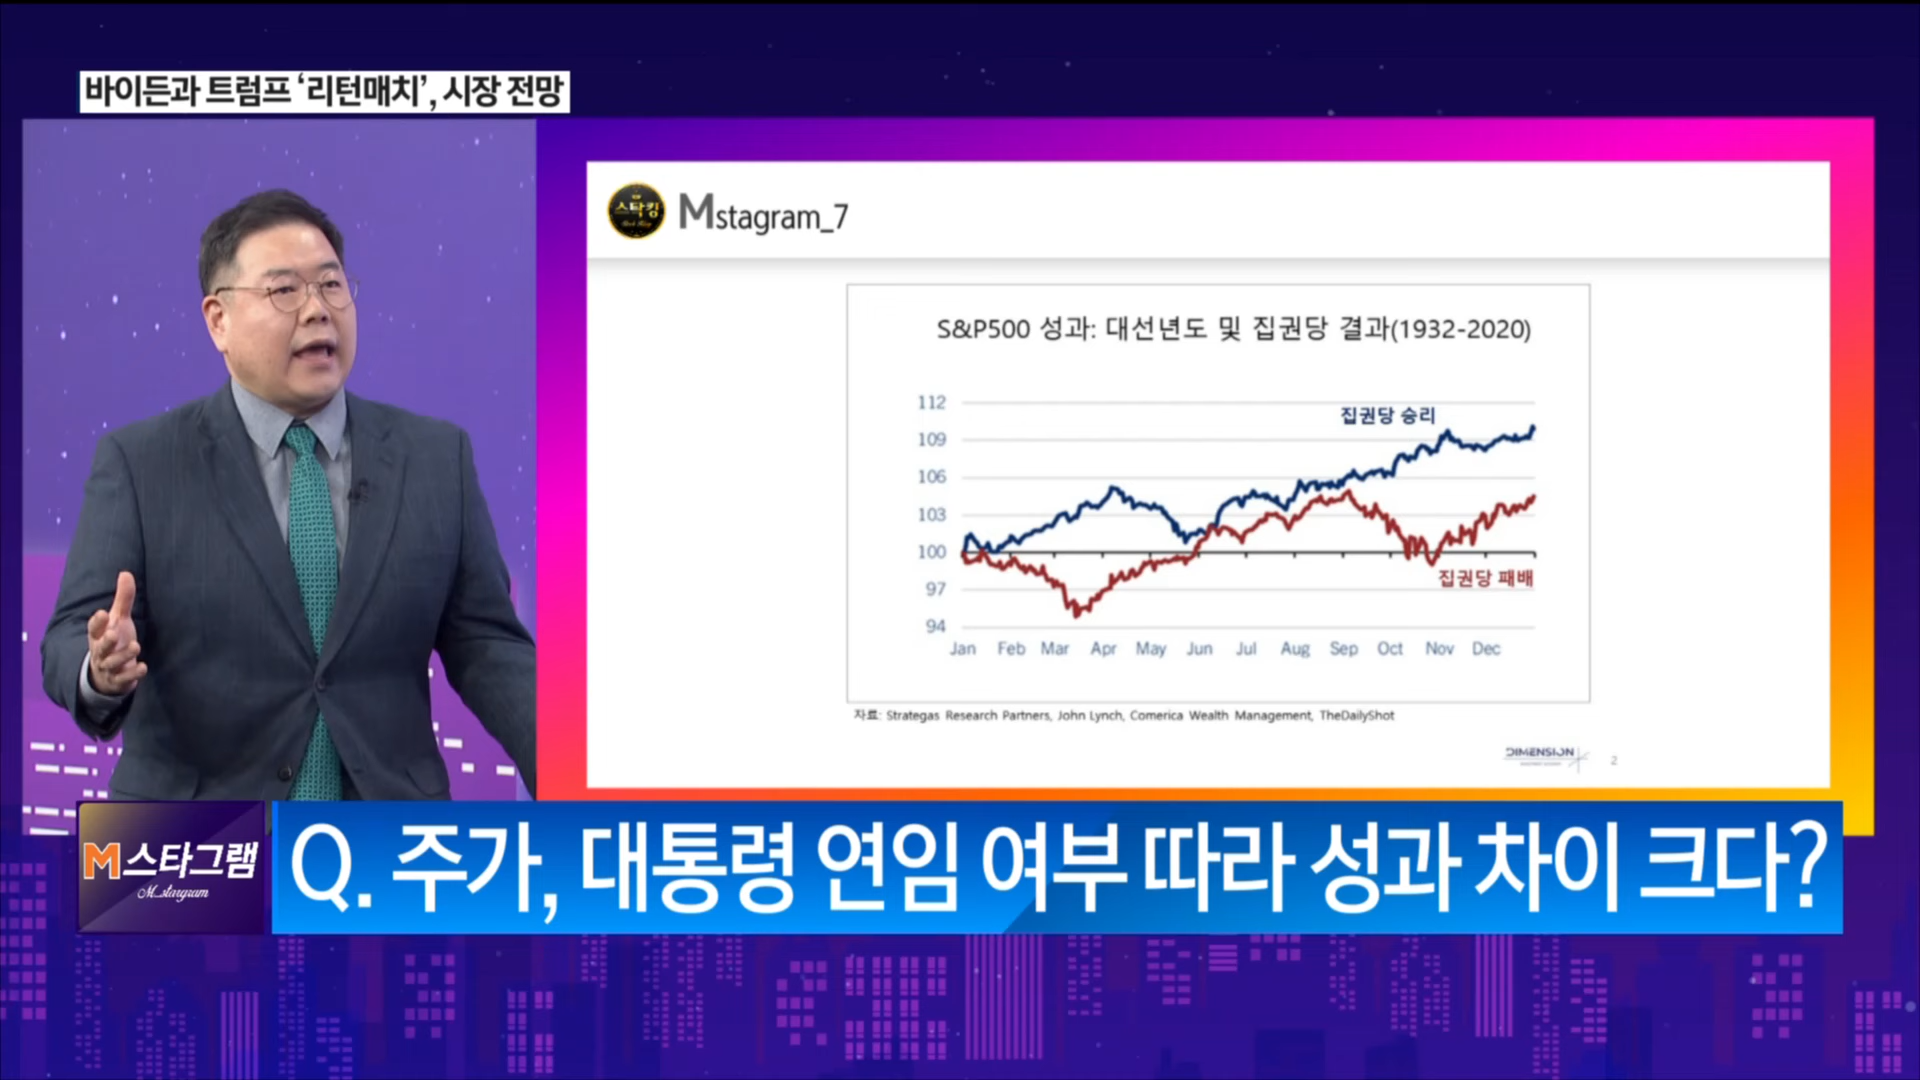 바이든과 트럼프 ‘리턴매치’, 시장 전망
스탁킹
Mstagram_7
S&P500 성과: 대선년도 및 집권당 결과(1932-2020)
112
109
106
103
100
97
94
집권당 승리
집권당 패배
Jan Feb Mar Apr May Jun Jul Aug Sep Oct Nov Dec
자료: Strategas Research Partners, John Lynch, Comerica Wealth Management, TheDailyShot
DIMENSION
2
M스타그램
M_stargram
Q. 주가, 대통령 연임 여부 따라 성과 차이 크다?